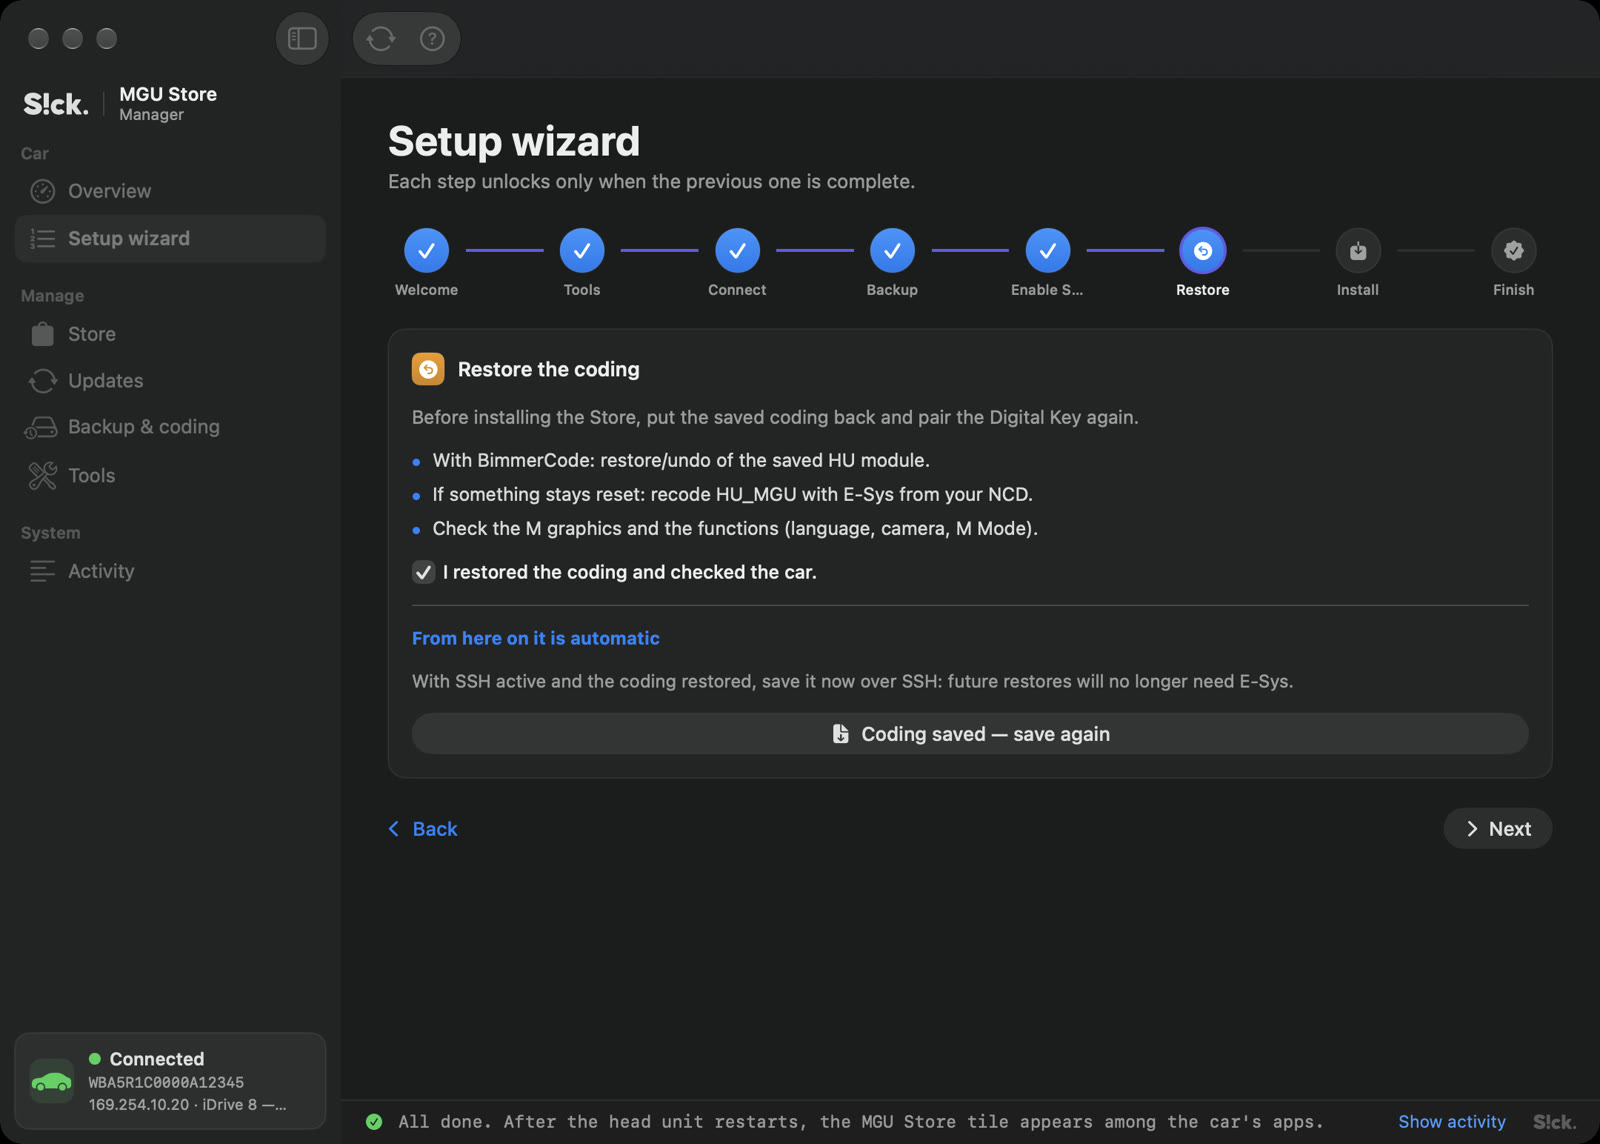 S!ck.
MGU Store
Manager
Car
Overview
Setup wizard
Manage
Store
Updates
Backup & coding
Tools
System
Activity
Connected
WBA5R1C0000A12345
169.254.10.20 · iDrive 8 —...
Setup wizard
Each step unlocks only when the previous one is complete.
Welcome
Tools
Connect
Backup
Enable S...
Restore
Install
Finish
Restore the coding
Before installing the Store, put the saved coding back and pair the Digital Key again.
With BimmerCode: restore/undo of the saved HU module.
If something stays reset: recode HU_MGU with E-Sys from your NCD.
Check the M graphics and the functions (language, camera, M Mode).
I restored the coding and checked the car.
From here on it is automatic
With SSH active and the coding restored, save it now over SSH: future restores will no longer need E-Sys.
Coding saved — save again
Back
Next
All done. After the head unit restarts, the MGU Store tile appears among the car's apps.
Show activity
S!ck.